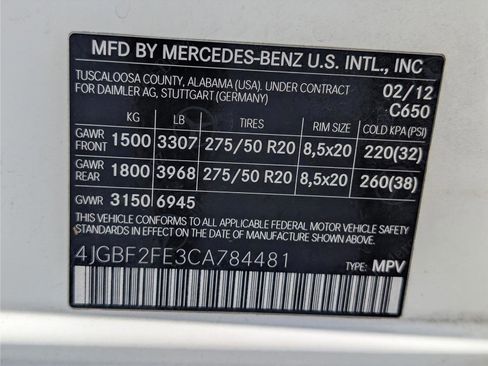 MFD BY MERCEDES-BENZ U.S. INTL., INC
TUSCALOOSA COUNTY, ALABAMA (USA). UNDER CONTRACT 02/12
FOR DAIMLER AG, STUTTGART (GERMANY) C650
KG LB TIRES RIM SIZE COLD KPA (PSI)
GAWR FRONT 1500 3307 275/50 R20 8,5x20 220(32)
GAWR REAR 1800 3968 275/50 R20 8,5x20 260(38)
GVWR 3150 6945
THIS VEHICLE CONFORMS TO ALL APPLICABLE FEDERAL MOTOR VEHICLE SAFETY
STANDARDS IN EFFECT ON THE DATE OF MANUFACTURE SHOWN ABOVE.
4JGBF2FE3CA784481 TYPE: MPV